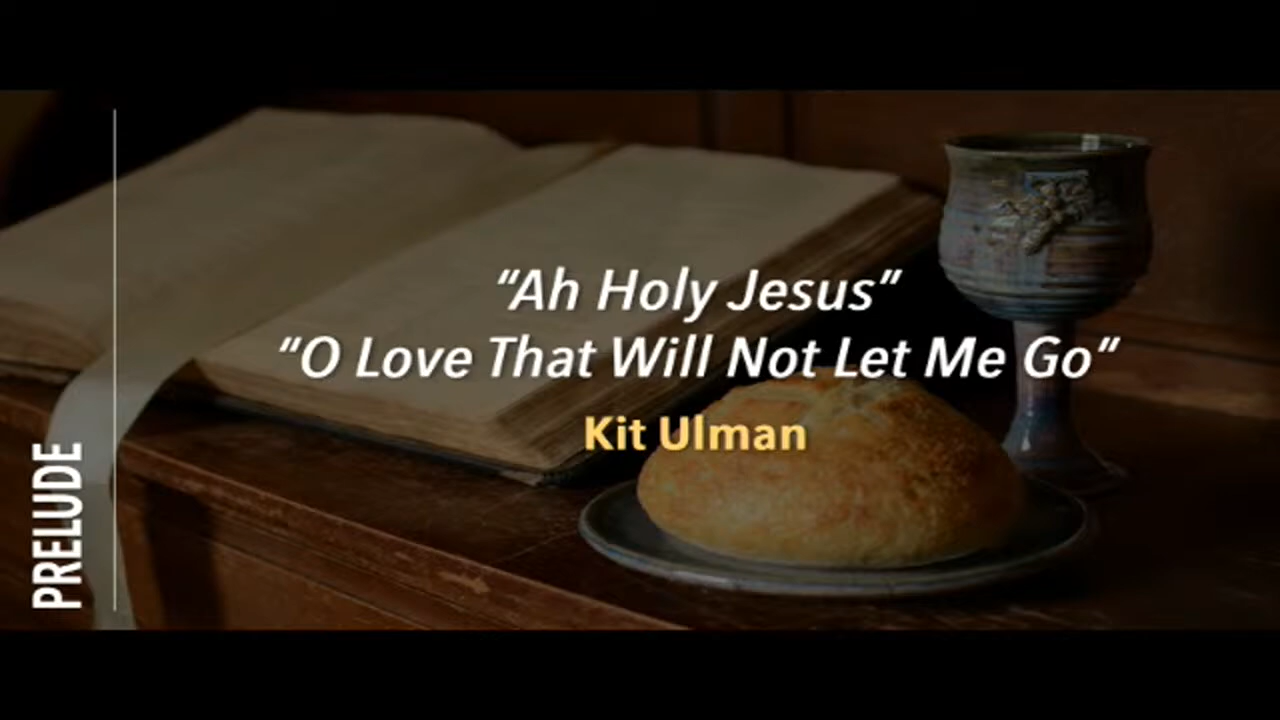 “Ah Holy Jesus”
“O Love That Will Not Let Me Go”
Kit Ulman
PRELUDE